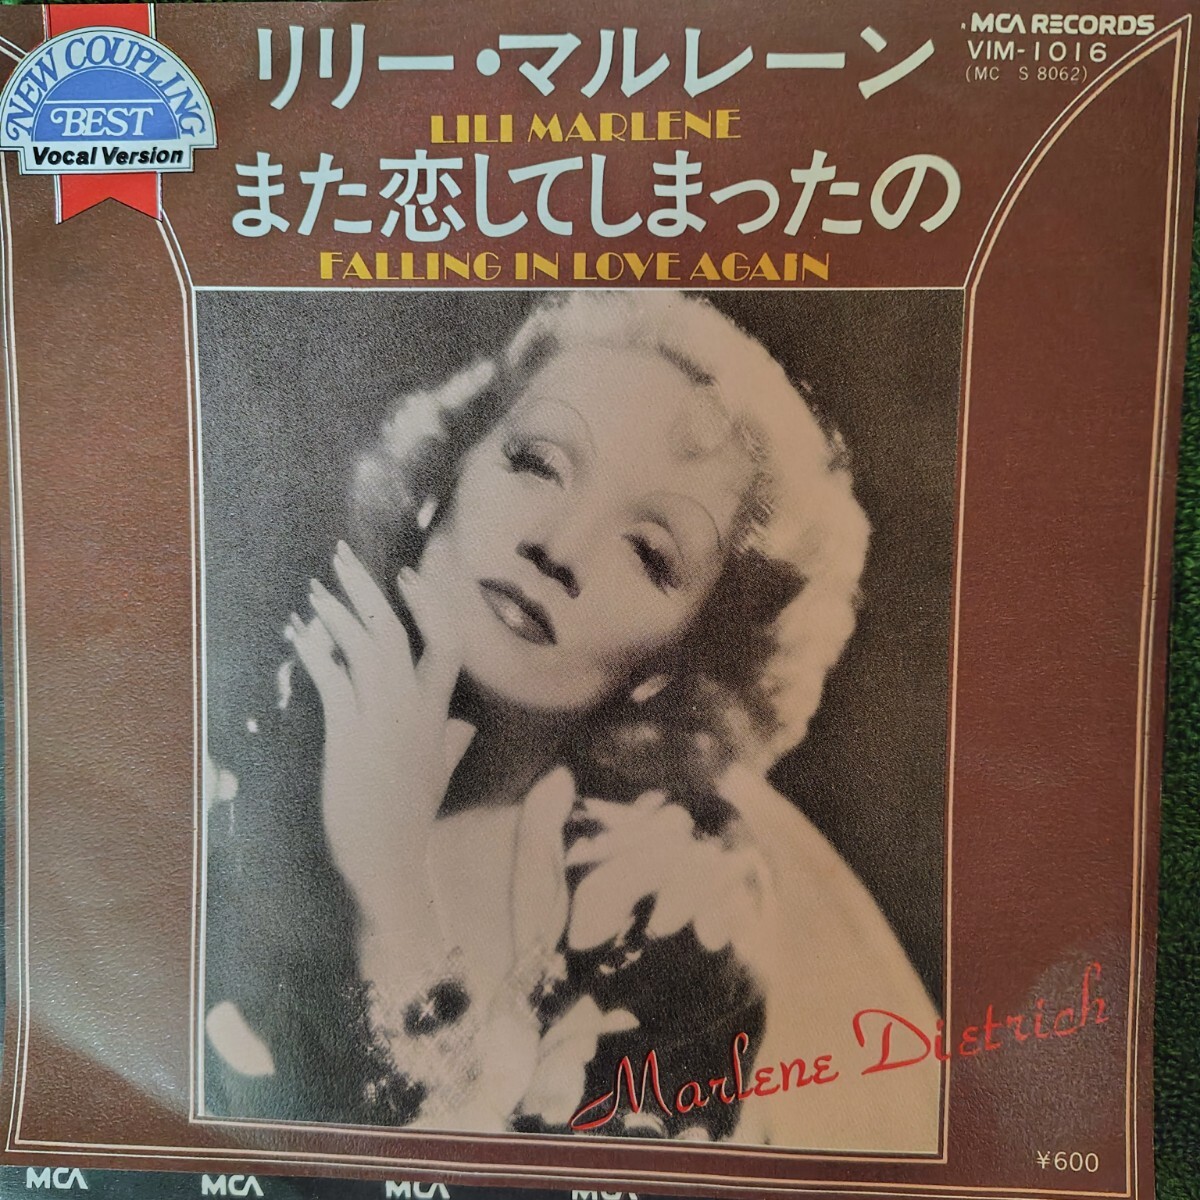 NEW COUPLING
BEST
Vocal Version
リリー・マルレーン
LILI MARLENE
また恋してしまったの
FALLING IN LOVE AGAIN
MCA RECORDS
VIM-1016
(MC S 8062)
Marlene Dietrich
¥600
MCA MCA MCA MCA